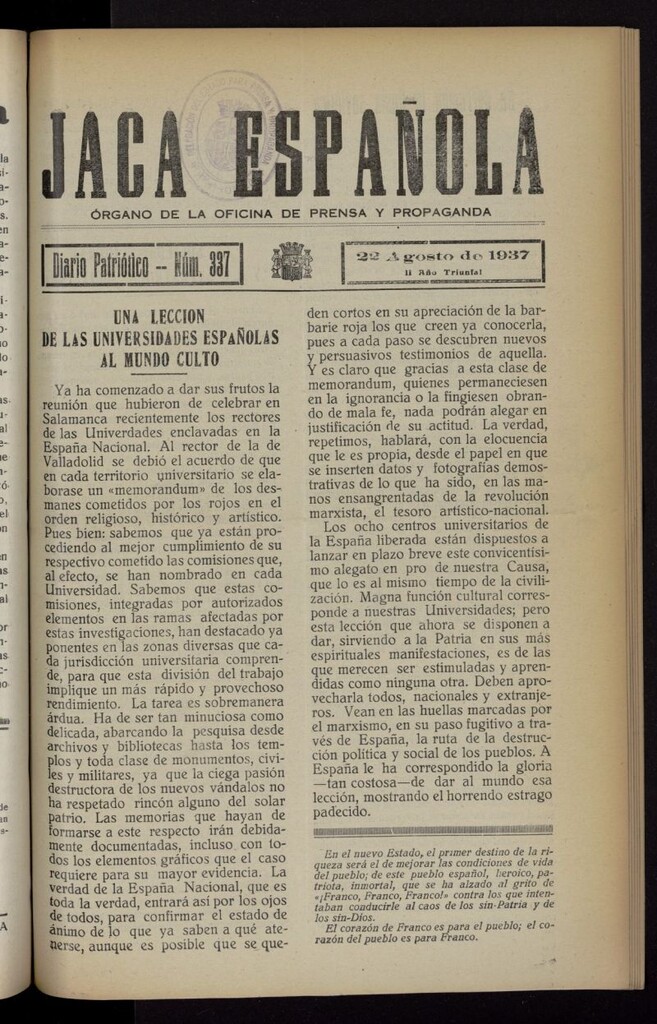 JACA ESPAÑOLA
ÓRGANO DE LA OFICINA DE PRENSA Y PROPAGANDA
Diario Patriótico -- Núm. 337
22 Agosto de 1937
II Año Triunfal
UNA LECCION
DE LAS UNIVERSIDADES ESPAÑOLAS
AL MUNDO CULTO
Ya ha comenzado a dar sus frutos la
reunión que hubieron de celebrar en
Salamanca recientemente los rectores
de las Univerdades enclavadas en la
España Nacional. Al rector de la de
Valladolid se debió el acuerdo de que
en cada territorio universitario se ela-
borase un «memorandum» de los des-
manes cometidos por los rojos en el
orden religioso, histórico y artístico.
Pues bien: sabemos que ya están pro-
cediendo al mejor cumplimiento de su
respectivo cometido las comisiones que,
al efecto, se han nombrado en cada
Universidad. Sabemos que estas co-
misiones, integradas por autorizados
elementos en las ramas afectadas por
estas investigaciones, han destacado ya
ponentes en las zonas diversas que ca-
da jurisdicción universitaria compren-
de, para que esta división del trabajo
implique un más rápido y provechoso
rendimiento. La tarea es sobremanera
árdua. Ha de ser tan minuciosa como
delicada, abarcando la pesquisa desde
archivos y bibliotecas hasta los tem-
plos y toda clase de monumentos, civi-
les y militares, ya que la ciega pasión
destructora de los nuevos vándalos no
ha respetado rincón alguno del solar
patrio. Las memorias que hayan de
formarse a este respecto irán debida-
mente documentadas, incluso con to-
dos los elementos gráficos que el caso
requiere para su mayor evidencia. La
verdad de la España Nacional, que es
toda la verdad, entrará así por los ojos
de todos, para confirmar el estado de
ánimo de lo que ya saben a qué ate-
nerse, aunque es posible que se que-
den cortos en su apreciación de la bar-
barie roja los que creen ya conocerla,
pues a cada paso se descubren nuevos
y persuasivos testimonios de aquella.
Y es claro que gracias a esta clase de
memorandum, quienes permaneciesen
en la ignorancia o la fingiesen obran-
do de mala fe, nada podrán alegar en
justificación de su actitud. La verdad,
repetimos, hablará, con la elocuencia
que le es propia, desde el papel en que
se inserten datos y fotografías demos-
trativas de lo que ha sido, en las ma-
nos ensangrentadas de la revolución
marxista, el tesoro artístico-nacional.
Los ocho centros universitarios de
la España liberada están dispuestos a
lanzar en plazo breve este convicentísi-
mo alegato en pro de nuestra Causa,
que lo es al mismo tiempo de la civili-
zación. Magna función cultural corres-
ponde a nuestras Universidades; pero
esta lección que ahora se disponen a
dar, sirviendo a la Patria en sus más
espirituales manifestaciones, es de las
que merecen ser estimuladas y apren-
didas como ninguna otra. Deben apro-
vecharla todos, nacionales y extranje-
ros. Vean en las huellas marcadas por
el marxismo, en su paso fugitivo a tra-
vés de España, la ruta de la destruc-
ción política y social de los pueblos. A
España le ha correspondido la gloria
—tan costosa—de dar al mundo esa
lección, mostrando el horrendo estrago
padecido.
En el nuevo Estado, el primer destino de la ri-
queza será el de mejorar las condiciones de vida
del pueblo; de este pueblo español, heroico, pa-
triota, inmortal, que se ha alzado al grito de
«¡Franco, Franco, Franco!» contra los que inten-
taban conducirle al caos de los sin-Patria y de
los sin-Dios.
El corazón de Franco es para el pueblo; el co-
razón del pueblo es para Franco.